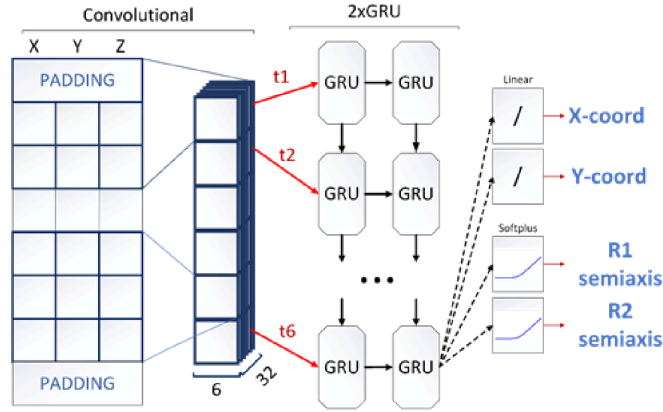 Convolutional
2xGRU
X Y Z
PADDING
t1
GRU GRU
Linear
/
X-coord
t2
GRU GRU
/
Y-coord
Softplus
R1
semiaxis
...
R2
semiaxis
t6
GRU GRU
PADDING
6
32